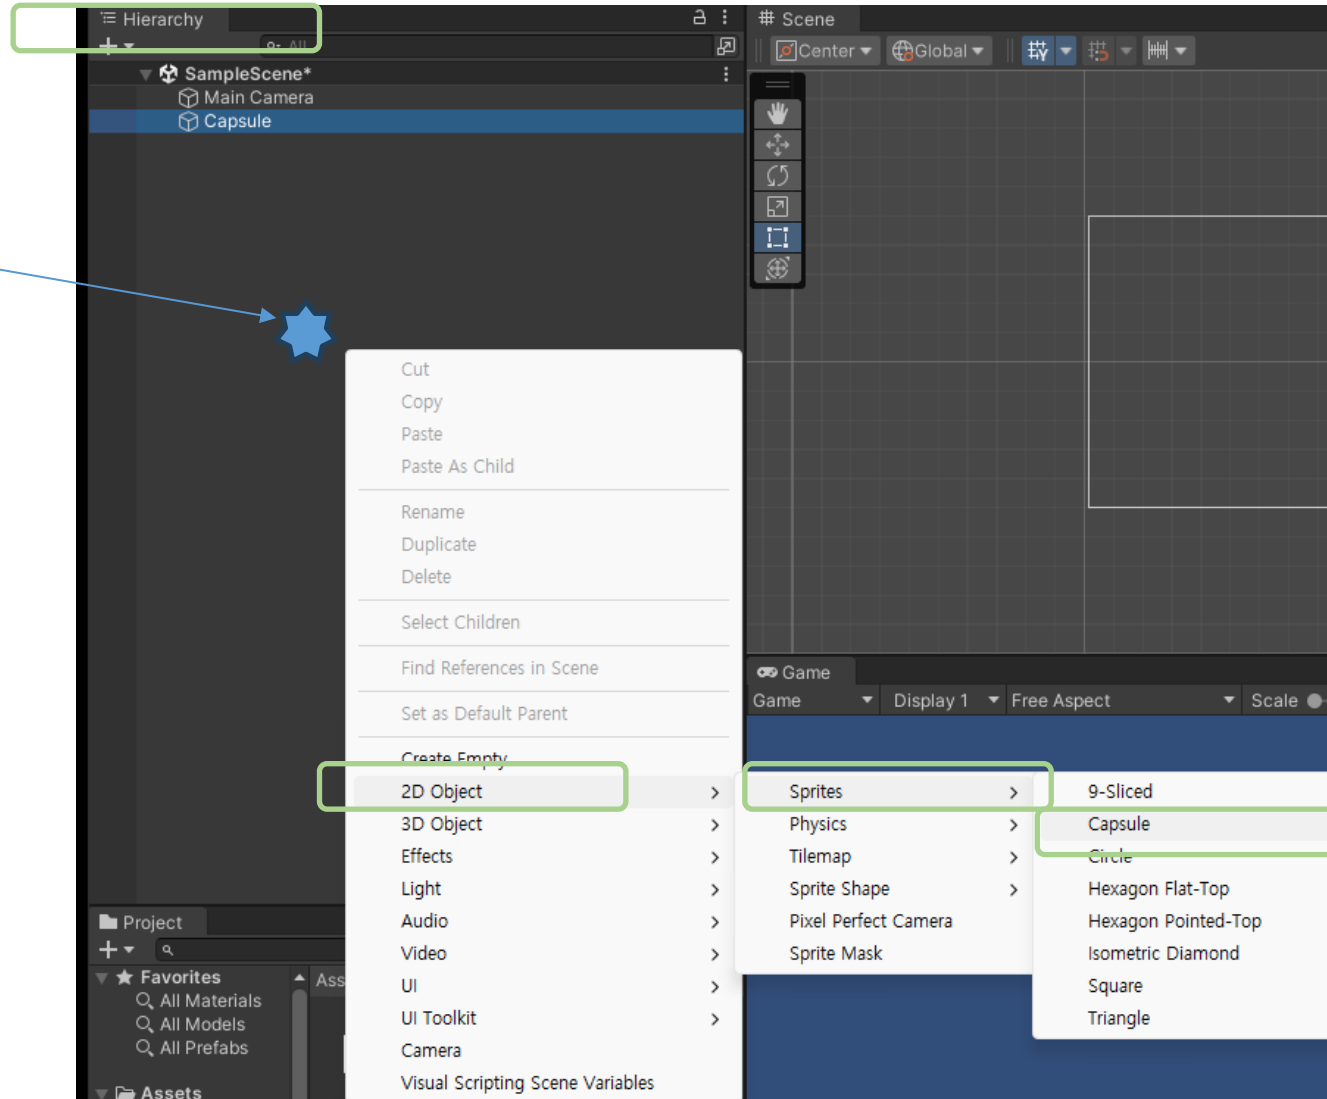 Hierarchy
All
SampleScene*
Main Camera
Capsule
# Scene
Center
Global
Cut
Copy
Paste
Paste As Child
Rename
Duplicate
Delete
Select Children
Find References in Scene
Set as Default Parent
Create Empty
2D Object
3D Object
Effects
Light
Audio
Video
UI
UI Toolkit
Camera
Visual Scripting Scene Variables
Game
Game
Display 1
Free Aspect
Scale
Sprites
Physics
Tilemap
Sprite Shape
Pixel Perfect Camera
Sprite Mask
9-Sliced
Capsule
Circle
Hexagon Flat-Top
Hexagon Pointed-Top
Isometric Diamond
Square
Triangle
Project
Favorites
All Materials
All Models
All Prefabs
Assets
Ass